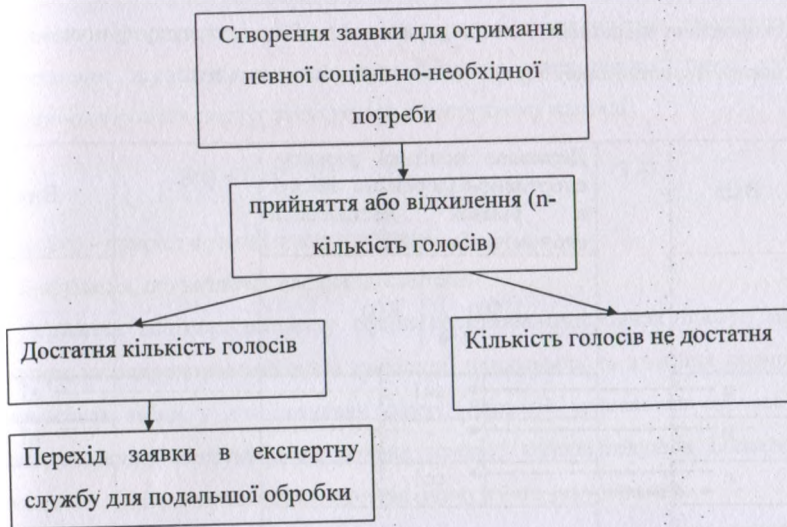 Створення заявки для отримання
певної соціально-необхідної
потреби
прийняття або відхилення (n-
кількість голосів)
Достатня кількість голосів
Кількість голосів не достатня
Перехід заявки в експертну
службу для подальшої обробки